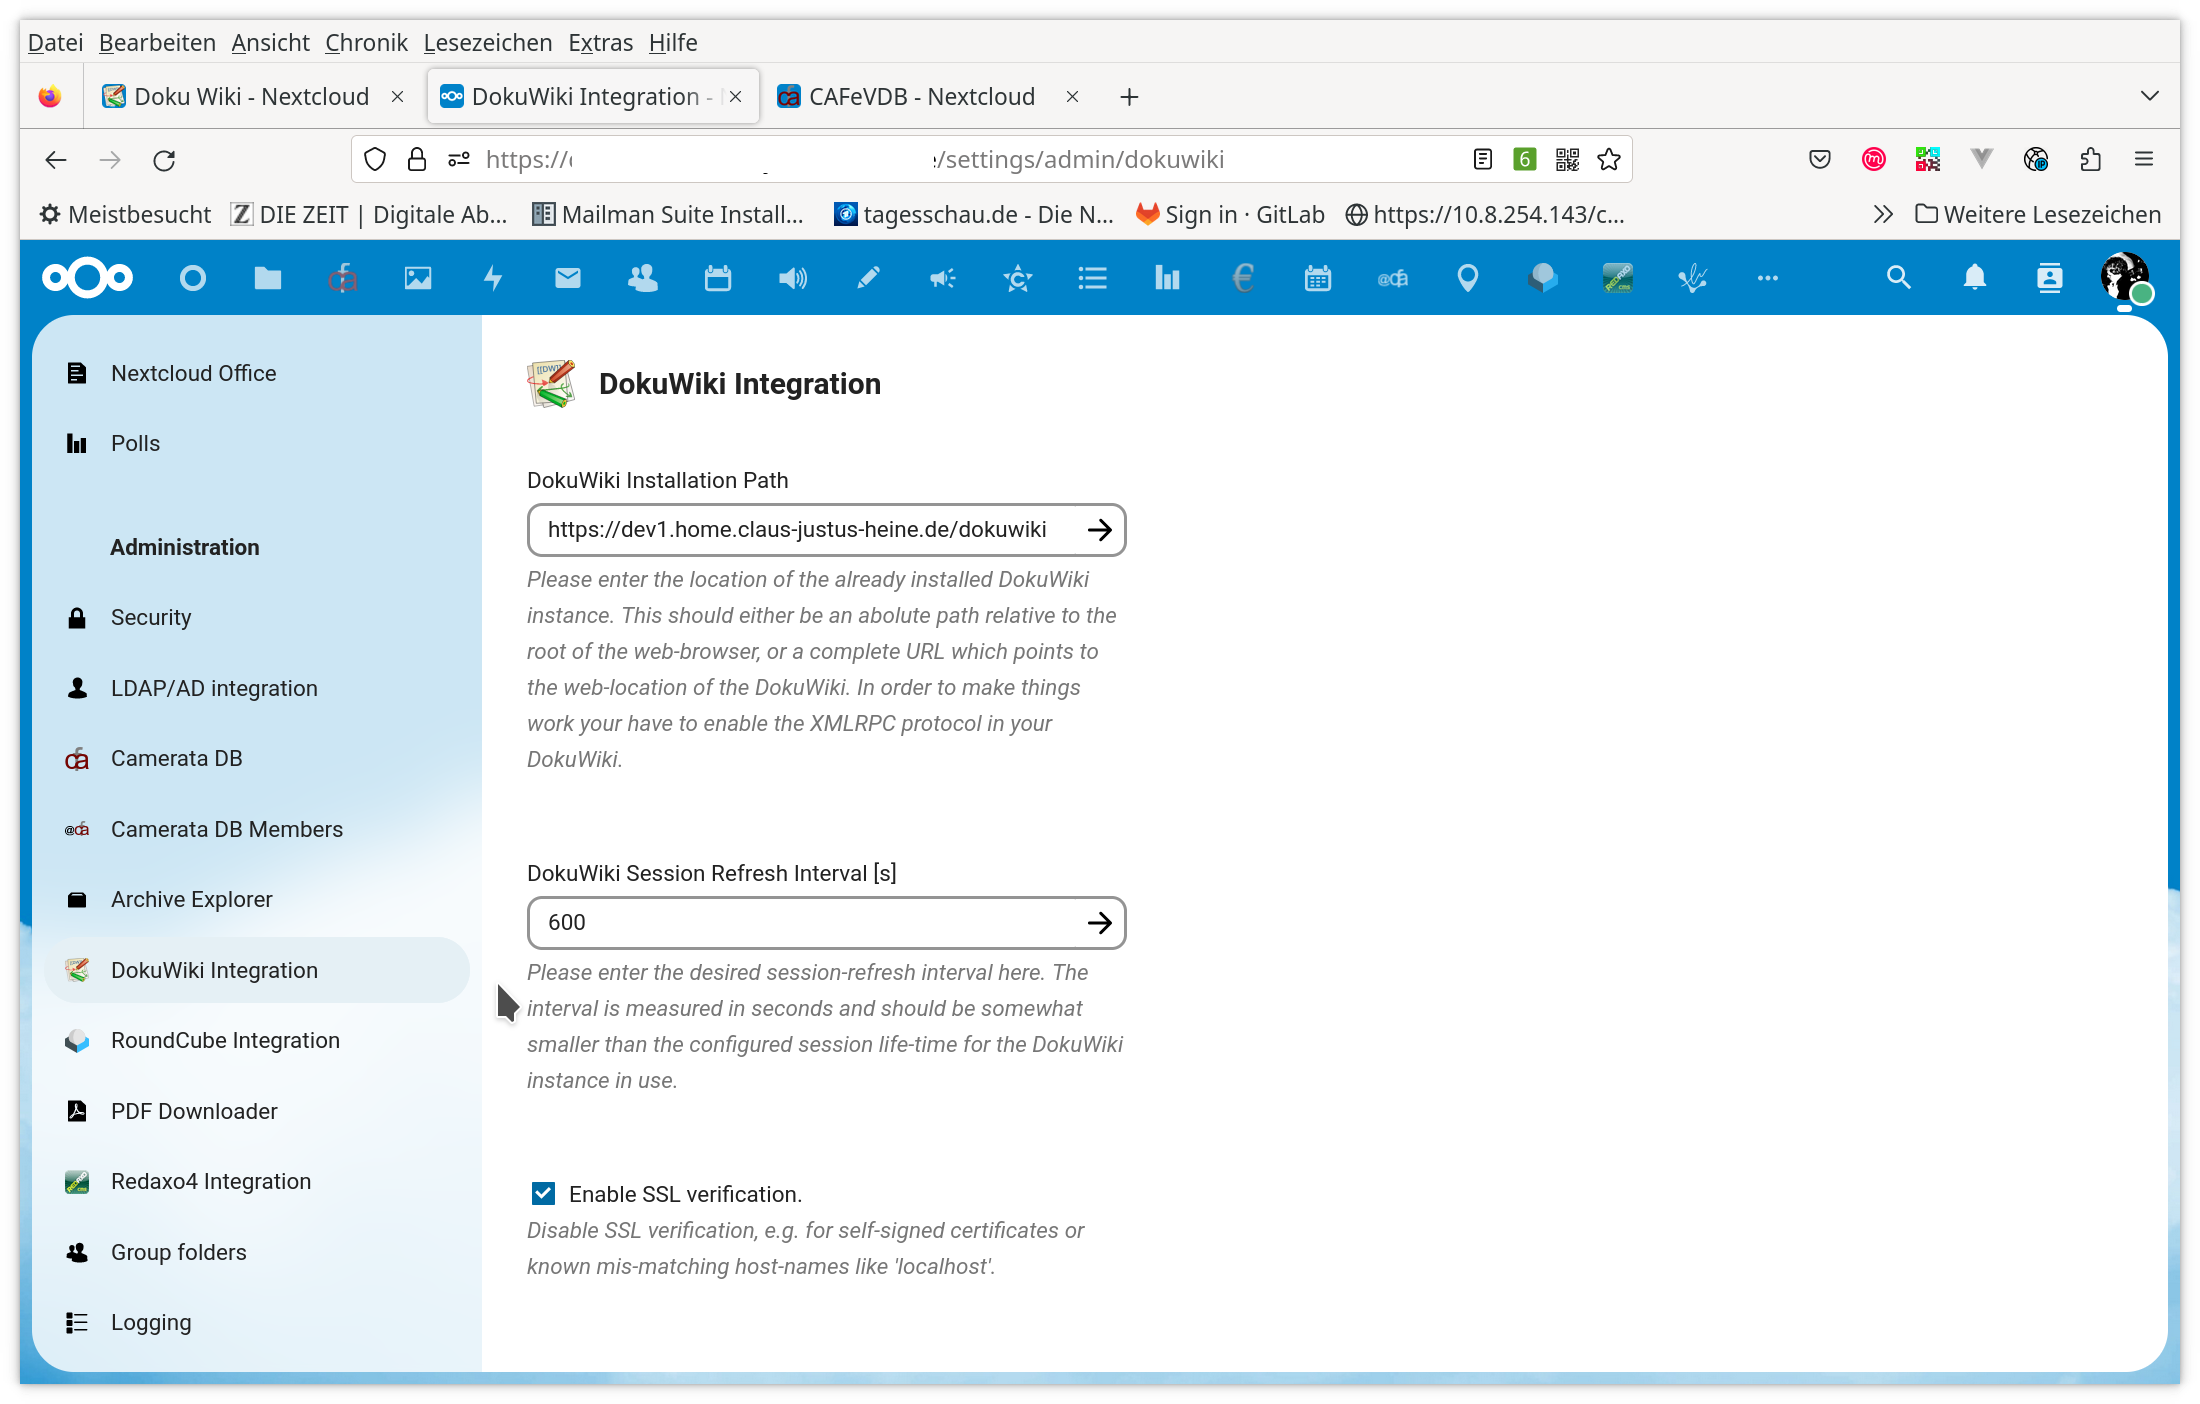 Datei Bearbeiten Ansicht Chronik Lesezeichen Extras Hilfe
Doku Wiki - Nextcloud DokuWiki Integration - CAFeVDB - Nextcloud
https:// /settings/admin/dokuwiki 6
Meistbesucht DIE ZEIT | Digitale Ab... Mailman Suite Install... tagesschau.de - Die N... Sign in · GitLab https://10.8.254.143/c... Weitere Lesezeichen
Nextcloud Office
Polls
Administration
Security
LDAP/AD integration
Camerata DB
Camerata DB Members
Archive Explorer
DokuWiki Integration
RoundCube Integration
PDF Downloader
Redaxo4 Integration
Group folders
Logging
DokuWiki Integration
DokuWiki Installation Path
https://dev1.home.claus-justus-heine.de/dokuwiki
Please enter the location of the already installed DokuWiki
instance. This should either be an abolute path relative to the
root of the web-browser, or a complete URL which points to
the web-location of the DokuWiki. In order to make things
work your have to enable the XMLRPC protocol in your
DokuWiki.
DokuWiki Session Refresh Interval [s]
600
Please enter the desired session-refresh interval here. The
interval is measured in seconds and should be somewhat
smaller than the configured session life-time for the DokuWiki
instance in use.
Enable SSL verification.
Disable SSL verification, e.g. for self-signed certificates or
known mis-matching host-names like 'localhost'.